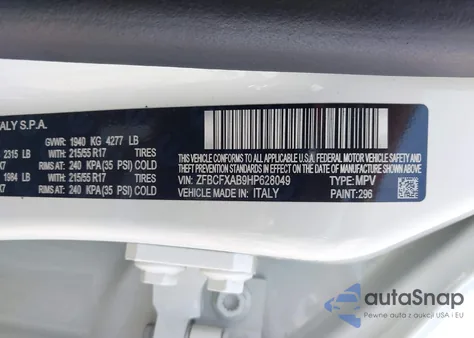 ITALY S.P.A.
GVWR: 1940 KG 4277 LB
2315 LB WITH: 215/55 R17 TIRES
RIMS AT: 240 KPA (35 PSI) COLD
1984 LB WITH: 215/55 R17 TIRES
RIMS AT: 240 KPA (35 PSI) COLD
THIS VEHICLE CONFORMS TO ALL APPLICABLE U.S.A. FEDERAL MOTOR VEHICLE SAFETY, BUMPER, AND THEFT PREVENTION STANDARDS IN EFFECT ON THE DATE OF MANUFACTURE SHOWN ABOVE.
VIN: ZFBCFXAB9HP628049 TYPE: MPV
VEHICLE MADE IN: ITALY PAINT: 296
autoSnap
Pewne auta z aukcji USA i EU